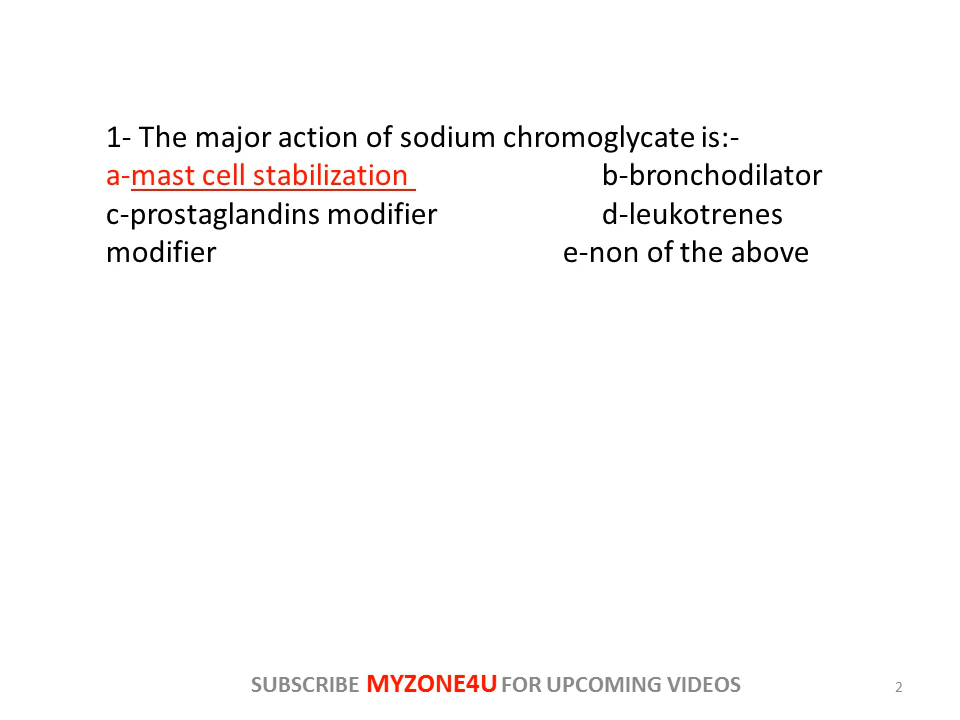 1- The major action of sodium chromoglycate is:-
a-mast cell stabilization b-bronchodilator
c-prostaglandins modifier d-leukotrenes
modifier e-non of the above
SUBSCRIBE MYZONE4U FOR UPCOMING VIDEOS 2